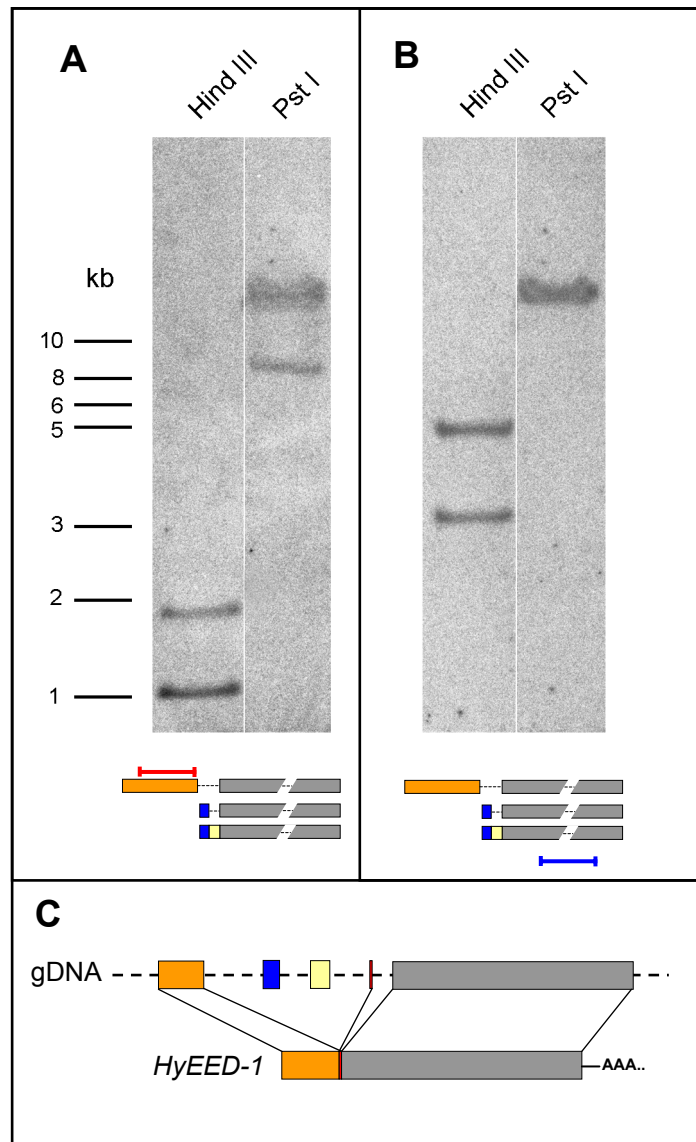 A
Hind III
Pst I
kb
10
8
6
5
3
2
1
B
Hind III
Pst I
C
gDNA
HyEED-1
AAA..